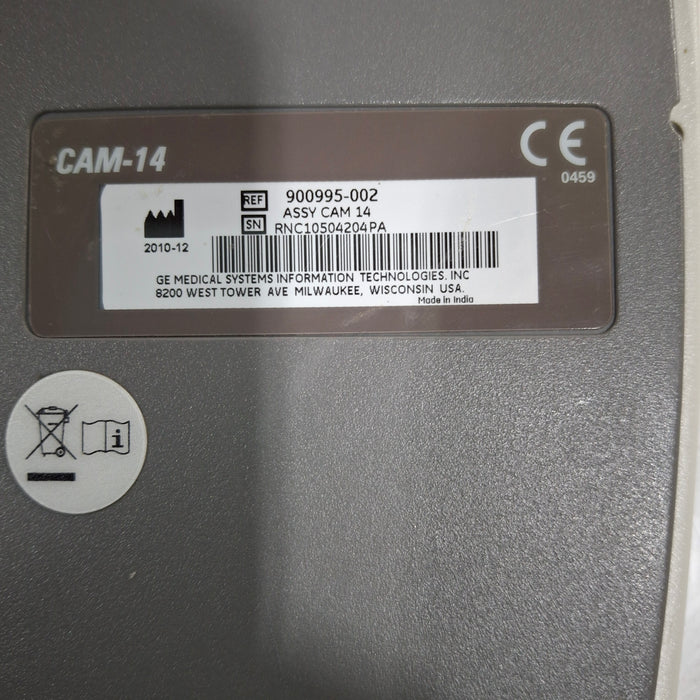 CAM-14
CE
0459
REF 900995-002
ASSY CAM 14
SN RNC10504204PA
2010-12
GE MEDICAL SYSTEMS INFORMATION TECHNOLOGIES. INC
8200 WEST TOWER AVE MILWAUKEE, WISCONSIN USA.
Made in India
i